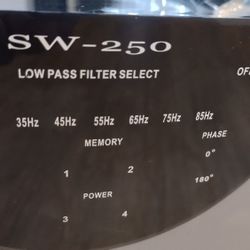 SW-250
LOW PASS FILTER SELECT
35Hz 45Hz 55Hz 65Hz 75Hz 85Hz
MEMORY PHASE
0°
1 2
180°
POWER
3 4